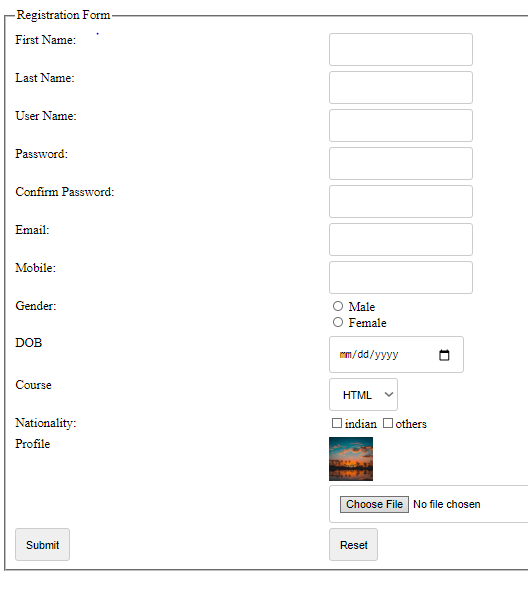 Registration Form
First Name:
Last Name:
User Name:
Password:
Confirm Password:
Email:
Mobile:
Gender: Male
Female
DOB mm/dd/yyyy
Course HTML
Nationality: indian others
Profile
Choose File No file chosen
Submit Reset